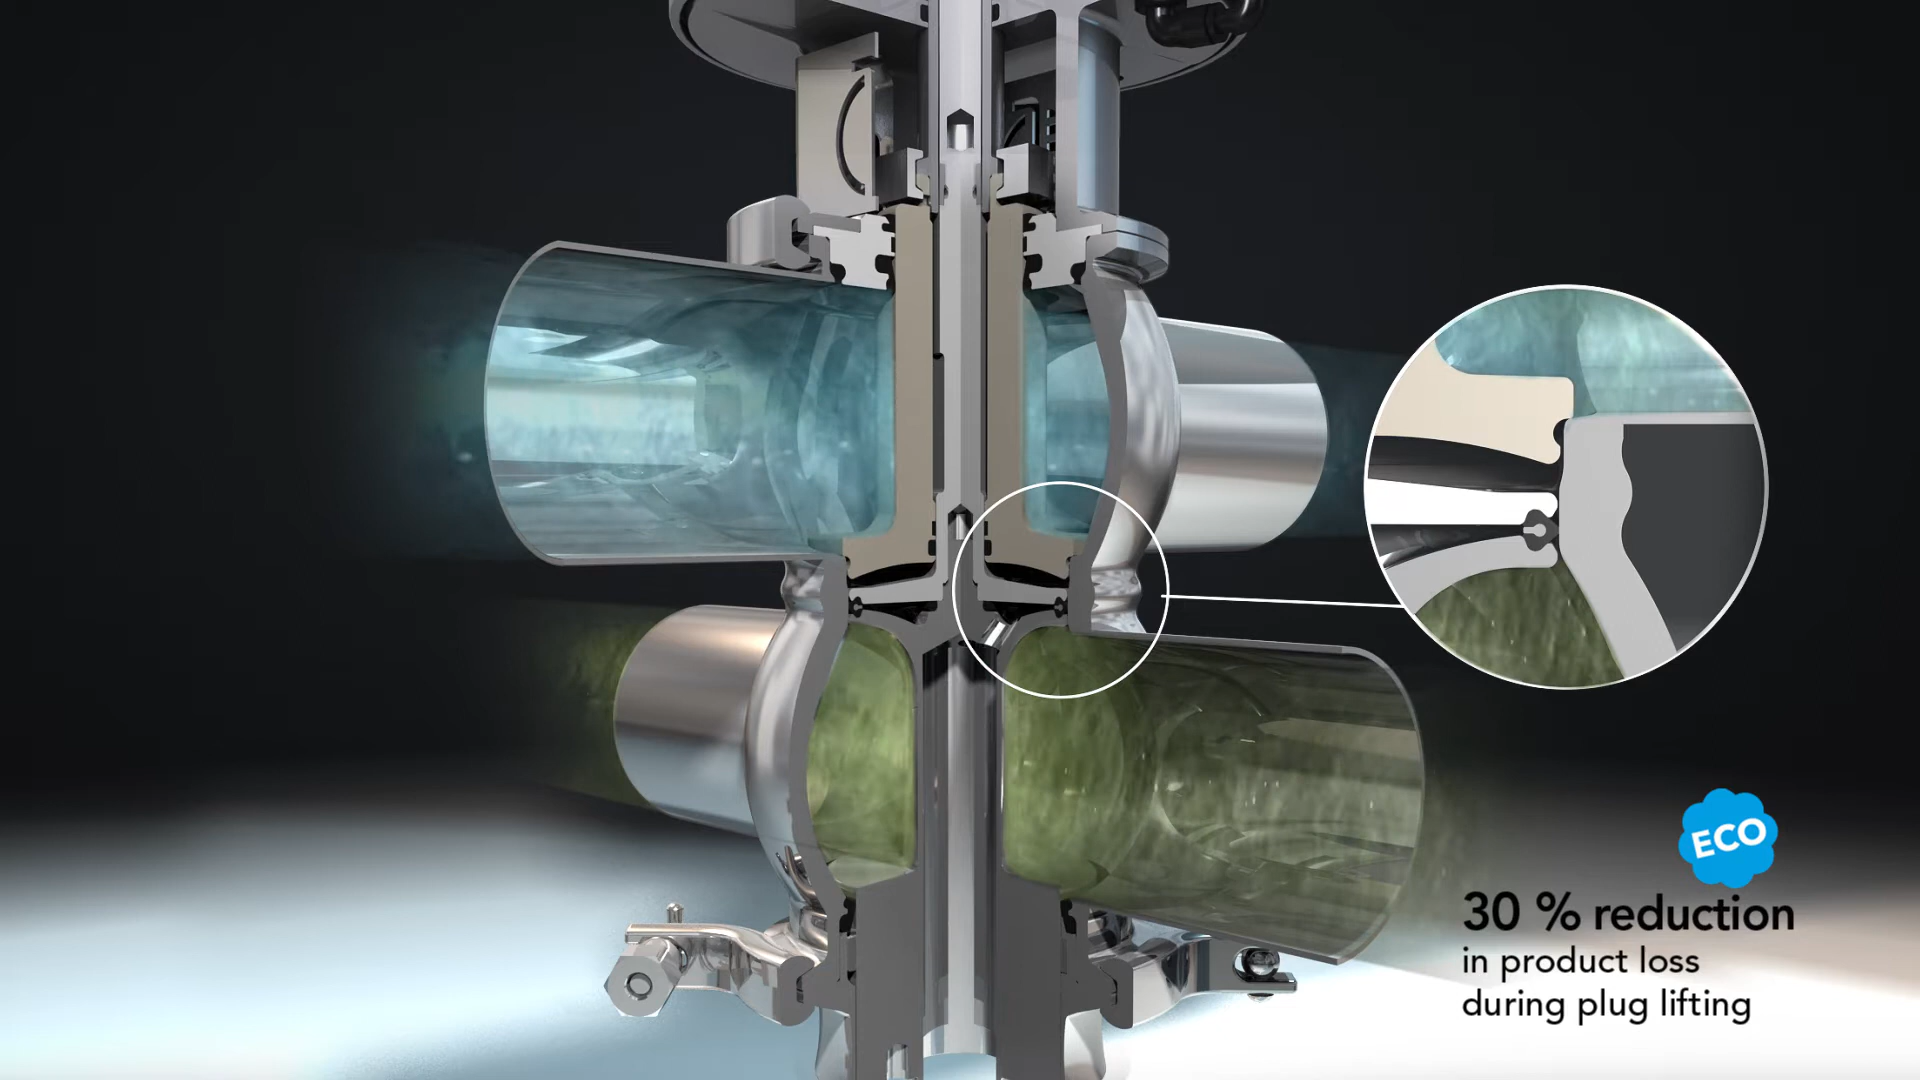 ECO
30 % reduction
in product loss
during plug lifting